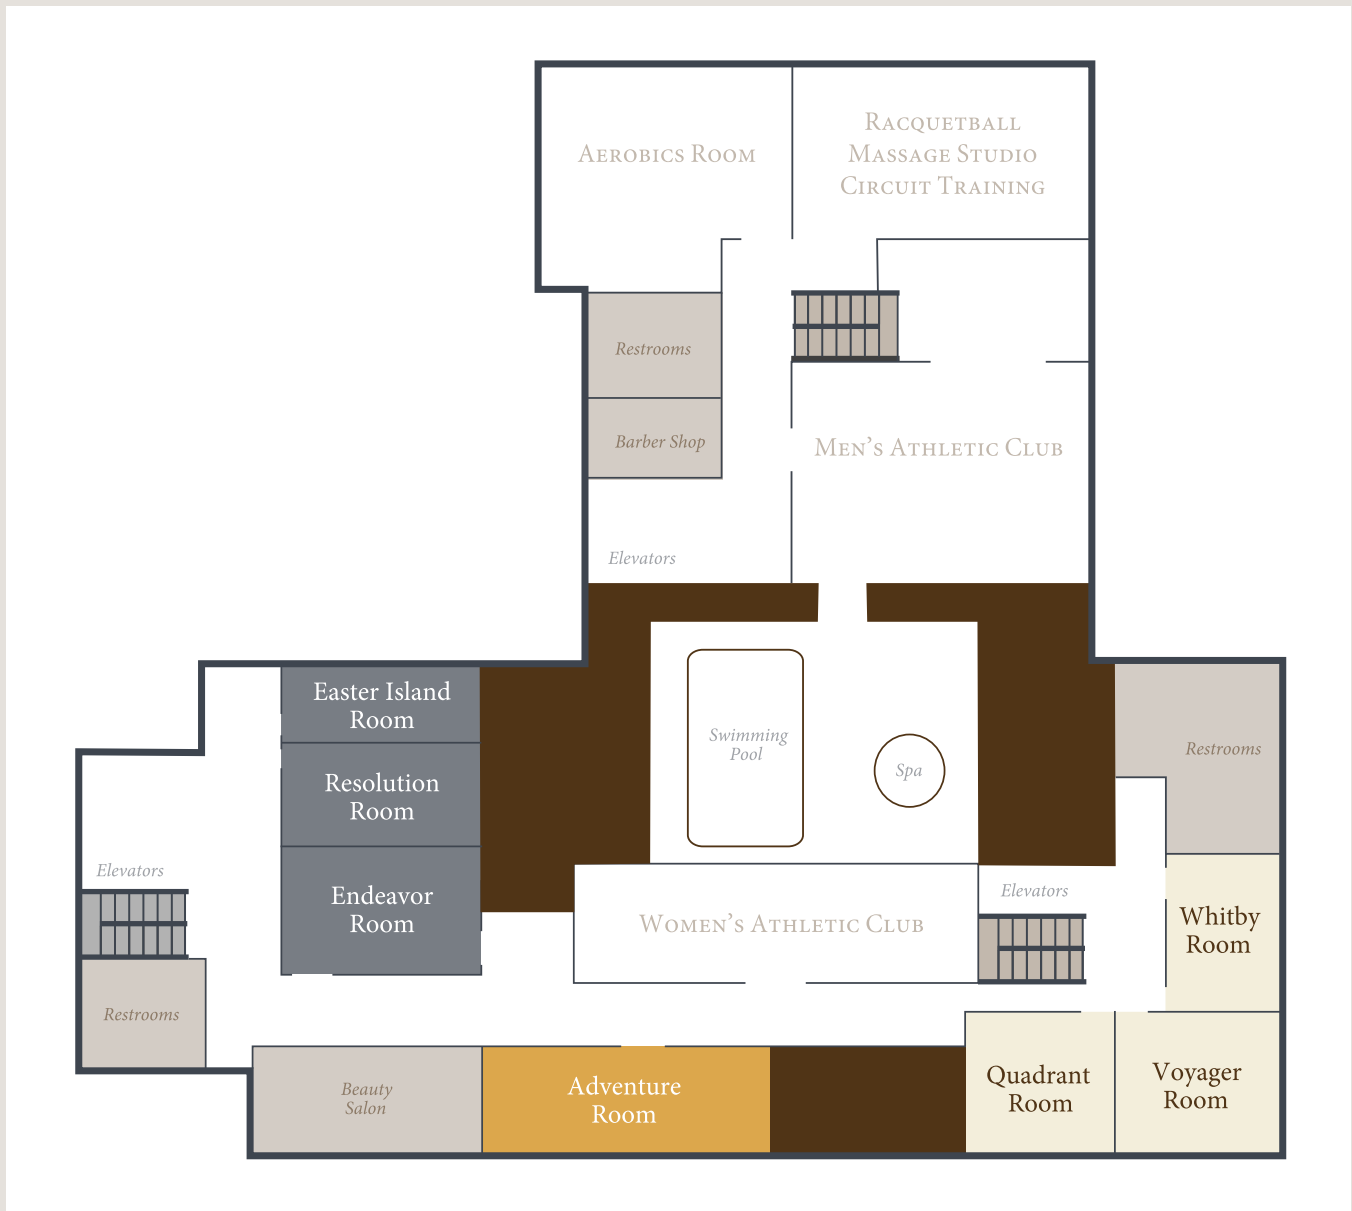 Aerobics Room
Racquetball
Massage Studio
Circuit Training
Restrooms
Barber Shop
Men's Athletic Club
Elevators
Easter Island
Room
Resolution
Room
Endeavor
Room
Swimming
Pool
Spa
Restrooms
Elevators
Women's Athletic Club
Elevators
Whitby
Room
Restrooms
Beauty
Salon
Adventure
Room
Quadrant
Room
Voyager
Room